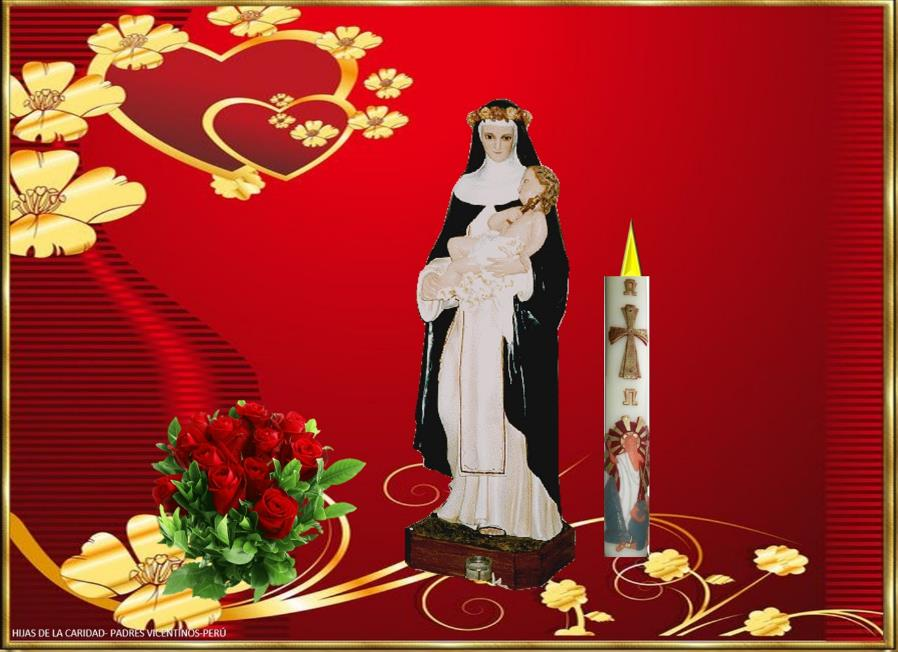 HIJAS DE LA CARIDAD- PADRES VICENTINOS-PERÚ